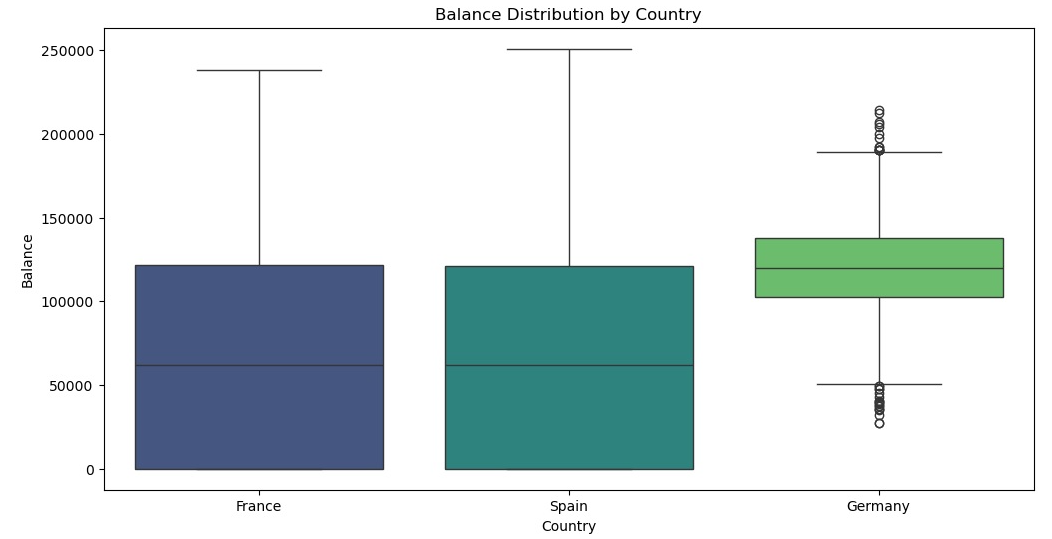 Balance Distribution by Country
Balance
250000
200000
150000
100000
50000
0
France Spain Germany
Country